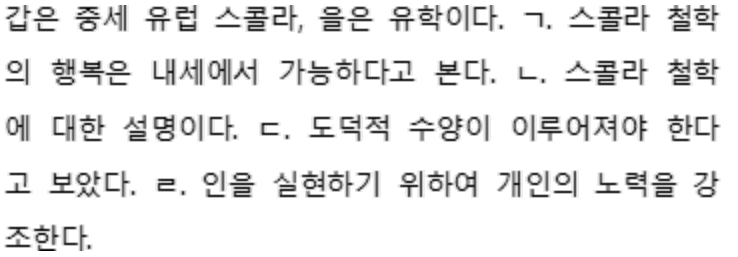 갑은 중세 유럽 스콜라, 을은 유학이다. ㄱ. 스콜라 철학
의 행복은 내세에서 가능하다고 본다. ㄴ. 스콜라 철학
에 대한 설명이다. ㄷ. 도덕적 수양이 이루어져야 한다
고 보았다. ㄹ. 인을 실현하기 위하여 개인의 노력을 강
조한다.